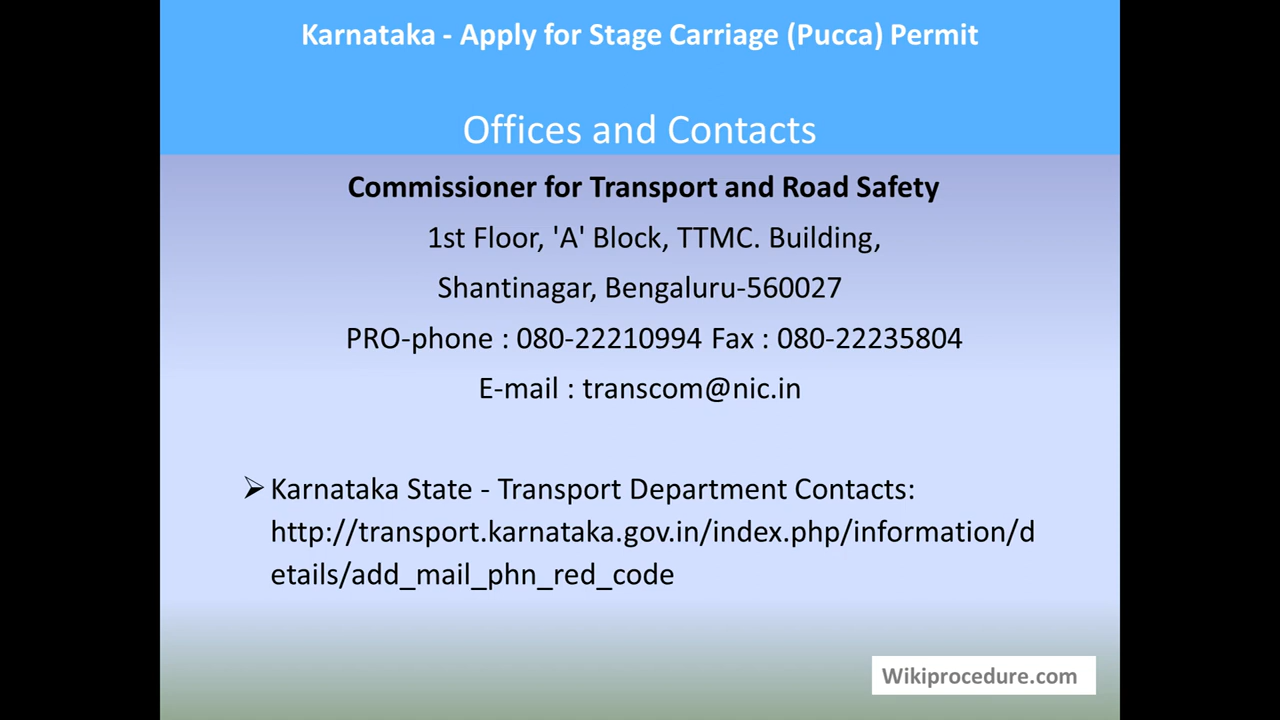 Karnataka - Apply for Stage Carriage (Pucca) Permit
Offices and Contacts
Commissioner for Transport and Road Safety
1st Floor, 'A' Block, TTMC. Building,
Shantinagar, Bengaluru-560027
PRO-phone : 080-22210994 Fax : 080-22235804
E-mail : transcom@nic.in
➢ Karnataka State - Transport Department Contacts:
http://transport.karnataka.gov.in/index.php/information/d
etails/add_mail_phn_red_code
Wikiprocedure.com